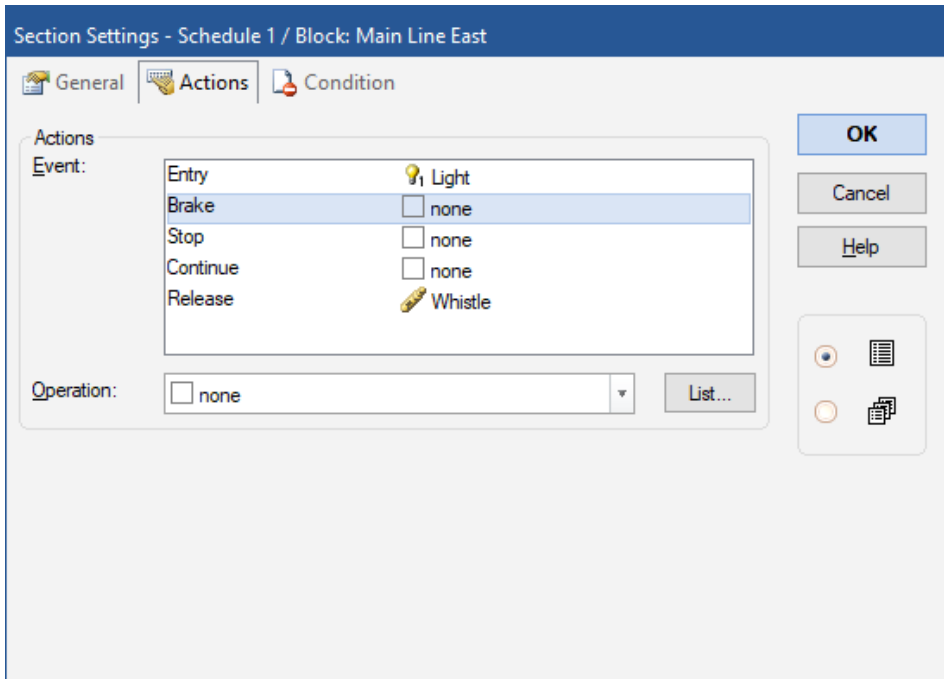 Section Settings - Schedule 1 / Block: Main Line East
General Actions Condition
Actions
Event:
Entry 1 Light
Brake none
Stop none
Continue none
Release Whistle
Operation: none List...
OK
Cancel
Help